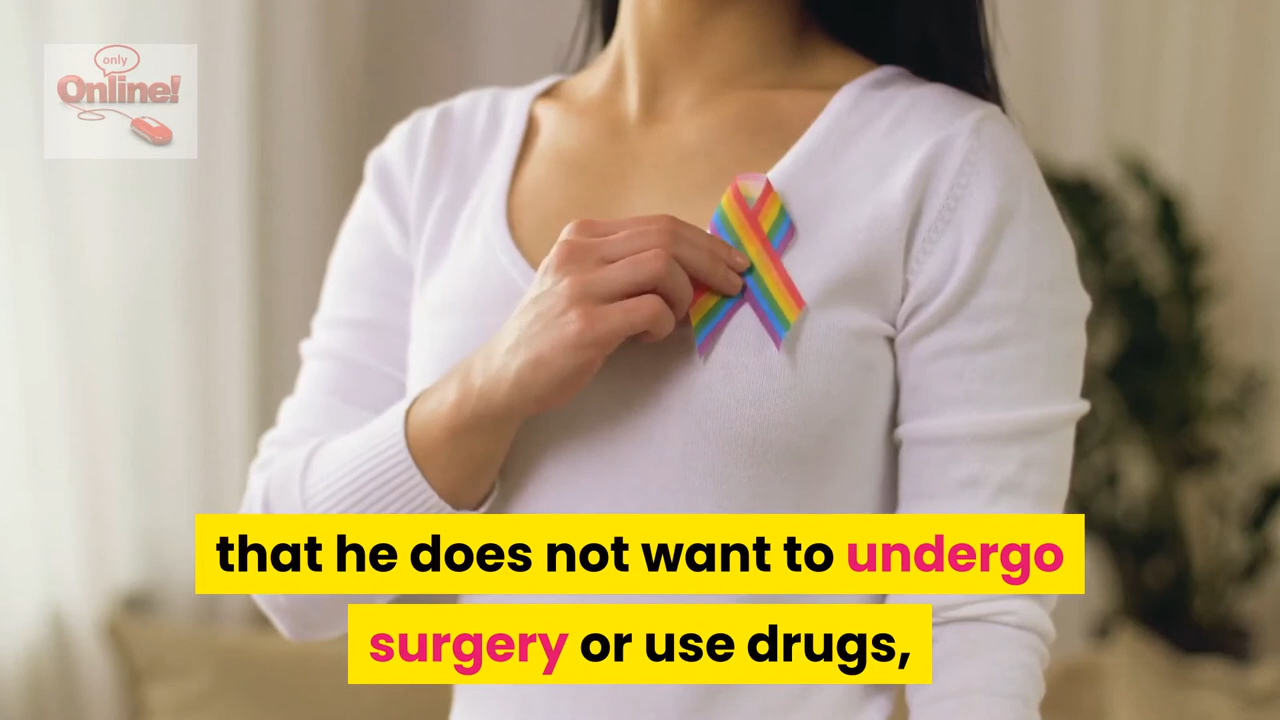 only
Online!
that he does not want to undergo
surgery or use drugs,